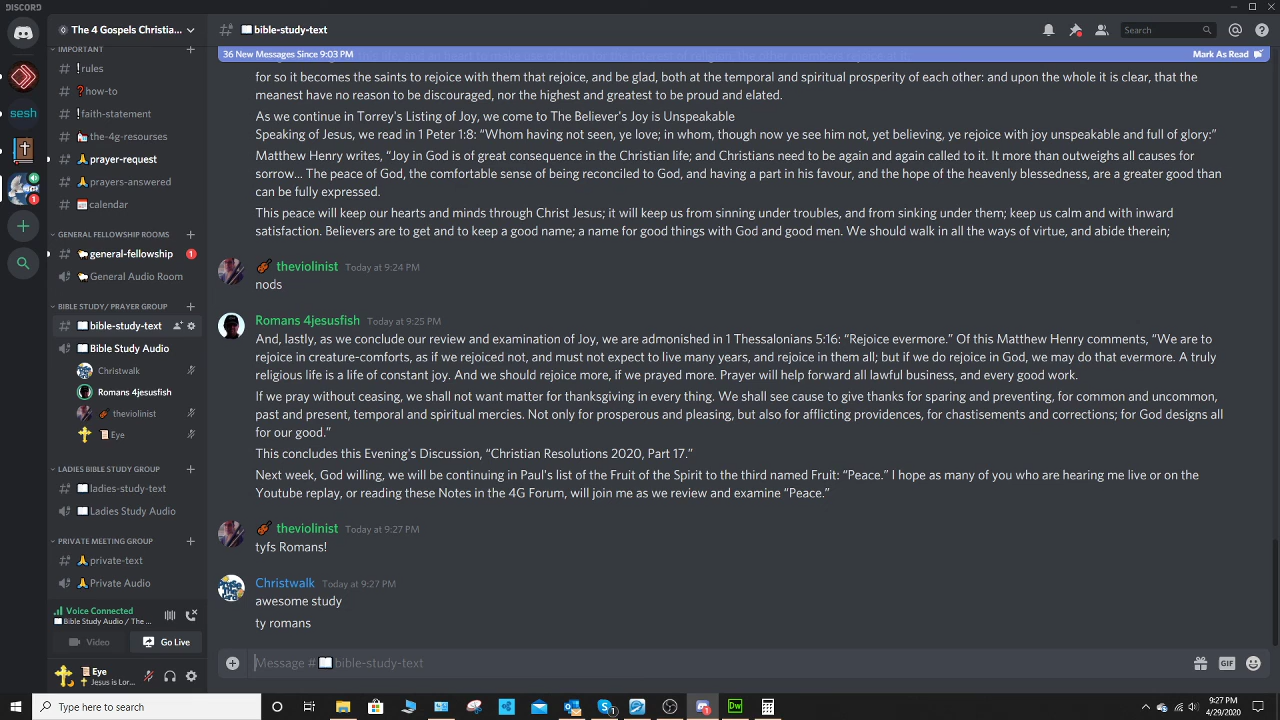 DISCORD
The 4 Gospels Christia...
IMPORTANT
!rules
how-to
!faith-statement
the-4g-resourses
prayer-request
prayers-answered
calendar
GENERAL FELLOWSHIP ROOMS
general-fellowship 1
General Audio Room
BIBLE STUDY/ PRAYER GROUP
bible-study-text
Bible Study Audio
Christwalk
Romans 4jesusfish
theviolinist
Eye
LADIES BIBLE STUDY GROUP
ladies-study-text
Ladies Study Audio
PRIVATE MEETING GROUP
private-text
Private Audio
Voice Connected
Bible Study Audio / The ...
Video Go Live
Eye
Jesus is Lor...
sesh
1
# bible-study-text
Search
36 New Messages Since 9:03 PM Mark As Read
for so it becomes the saints to rejoice with them that rejoice, and be glad, both at the temporal and spiritual prosperity of each other: and upon the whole it is clear, that the
meanest have no reason to be discouraged, nor the highest and greatest to be proud and elated.
As we continue in Torrey's Listing of Joy, we come to The Believer's Joy is Unspeakable
Speaking of Jesus, we read in 1 Peter 1:8: “Whom having not seen, ye love; in whom, though now ye see him not, yet believing, ye rejoice with joy unspeakable and full of glory:”
Matthew Henry writes, “Joy in God is of great consequence in the Christian life; and Christians need to be again and again called to it. It more than outweighs all causes for
sorrow... The peace of God, the comfortable sense of being reconciled to God, and having a part in his favour, and the hope of the heavenly blessedness, are a greater good than
can be fully expressed.
This peace will keep our hearts and minds through Christ Jesus; it will keep us from sinning under troubles, and from sinking under them; keep us calm and with inward
satisfaction. Believers are to get and to keep a good name; a name for good things with God and good men. We should walk in all the ways of virtue, and abide therein;
theviolinist Today at 9:24 PM
nods
Romans 4jesusfish Today at 9:25 PM
And, lastly, as we conclude our review and examination of Joy, we are admonished in 1 Thessalonians 5:16: “Rejoice evermore.” Of this Matthew Henry comments, “We are to
rejoice in creature-comforts, as if we rejoiced not, and must not expect to live many years, and rejoice in them all; but if we do rejoice in God, we may do that evermore. A truly
religious life is a life of constant joy. And we should rejoice more, if we prayed more. Prayer will help forward all lawful business, and every good work.
If we pray without ceasing, we shall not want matter for thanksgiving in every thing. We shall see cause to give thanks for sparing and preventing, for common and uncommon,
past and present, temporal and spiritual mercies. Not only for prosperous and pleasing, but also for afflicting providences, for chastisements and corrections; for God designs all
for our good.”
This concludes this Evening's Discussion, “Christian Resolutions 2020, Part 17.”
Next week, God willing, we will be continuing in Paul's list of the Fruit of the Spirit to the third named Fruit: “Peace.” I hope as many of you who are hearing me live or on the
Youtube replay, or reading these Notes in the 4G Forum, will join me as we review and examine “Peace.”
theviolinist Today at 9:27 PM
tyfs Romans!
Christwalk Today at 9:27 PM
awesome study
ty romans
Message # bible-study-text
GIF
Type here to search
Dw
9:27 PM
4/29/2020